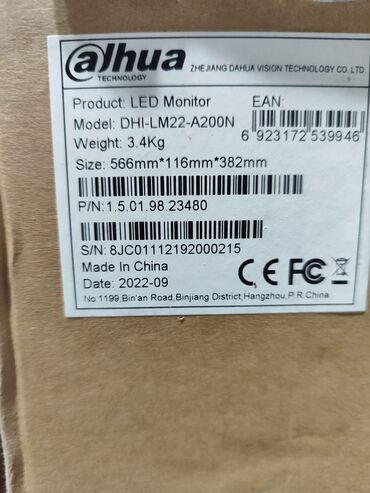 alhua
TECHNOLOGY
ZHEJIANG DAHUA VISION TECHNOLOGY CO.,LTD.
Product: LED Monitor
EAN:
Model: DHI-LM22-A200N
6 923172 539946
Weight: 3.4Kg
Size: 566mm*116mm*382mm
P/N:1.5.01.98.23480
S/N: 8JC01112192000215
Made In China
CE FC
Date: 2022-09
No.1199,Bin'an Road,Binjiang District,Hangzhou,P.R.China